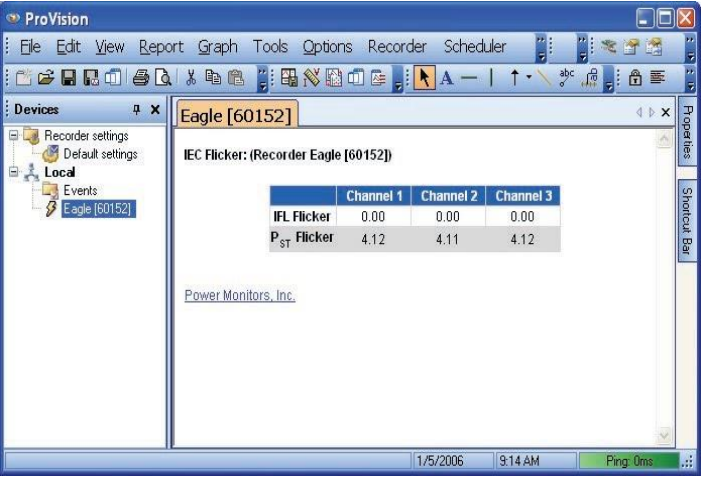 ProVision
File Edit View Report Graph Tools Options Recorder Scheduler
A abc
Devices
Recorder settings
Default settings
Local
Events
Eagle [60152]
Eagle [60152]
IEC Flicker: (Recorder Eagle [60152])
Channel 1 Channel 2 Channel 3
IFL Flicker 0.00 0.00 0.00
PST Flicker 4.12 4.11 4.12
Power Monitors, Inc.
Properties
Shortcut Bar
1/5/2006 9:14 AM Ping: 0ms